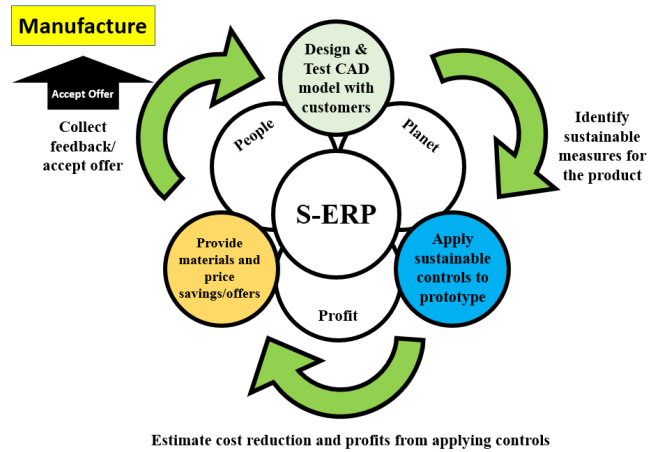 Manufacture
Accept Offer
Collect
feedback/
accept offer
Design &
Test CAD
model with
customers
People
Planet
Identify
sustainable
measures for
the product
S-ERP
Provide
materials and
price
savings/offers
Apply
sustainable
controls to
prototype
Profit
Estimate cost reduction and profits from applying controls